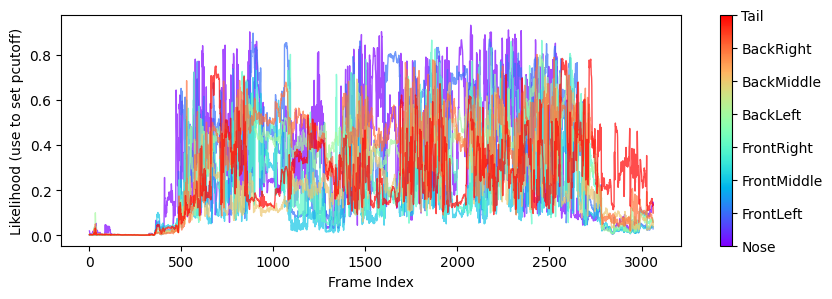 Likelihood (use to set pcutoff)
0.8
0.6
0.4
0.2
0.0
0
500
1000
1500
2000
2500
3000
Frame Index
Tail
BackRight
BackMiddle
BackLeft
FrontRight
FrontMiddle
FrontLeft
Nose